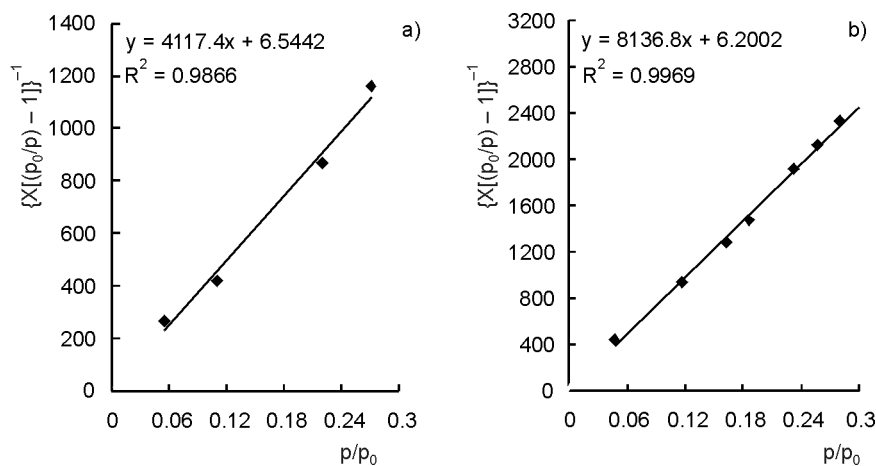 a)
y = 4117.4x + 6.5442
R² = 0.9866
{X[(p₀/p) – 1]]}⁻¹
1400
1200
1000
800
600
400
200
0
0 0.06 0.12 0.18 0.24 0.3
p/p₀
b)
y = 8136.8x + 6.2002
R² = 0.9969
{X[(p₀/p) – 1]]}⁻¹
3200
2800
2400
2000
1600
1200
800
400
0
0 0.06 0.12 0.18 0.24 0.3
p/p₀